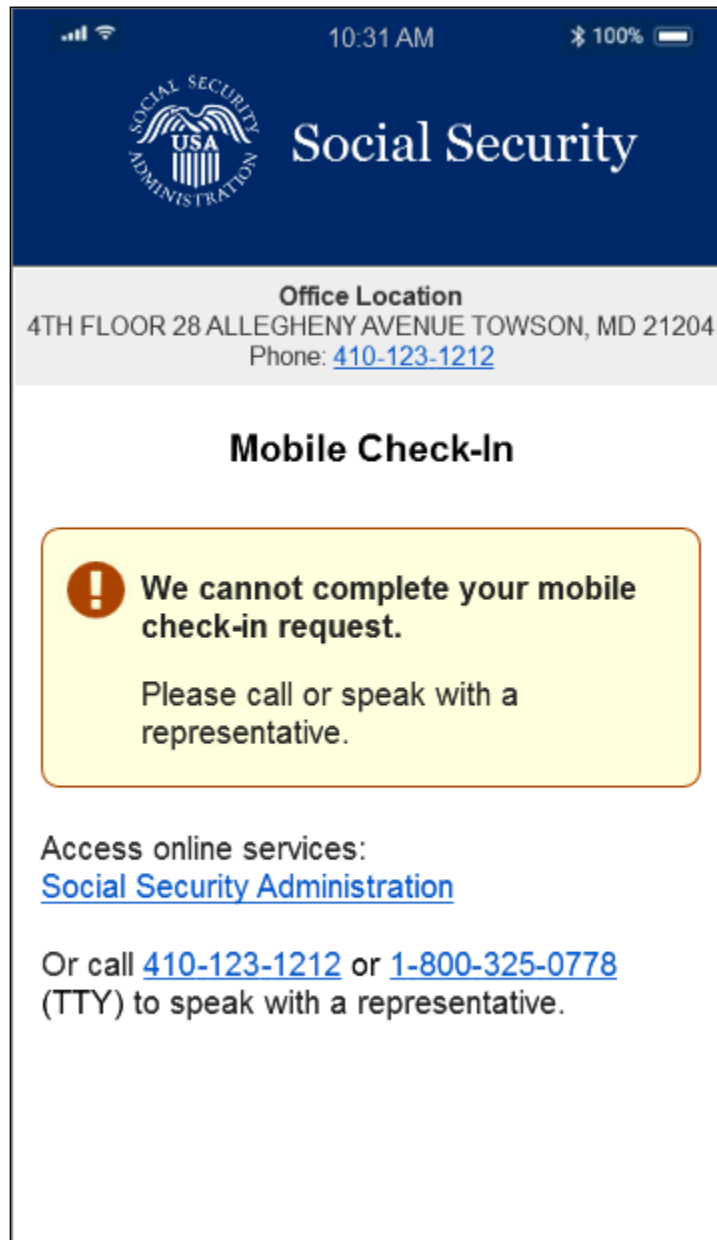 10:31 AM
100%
SOCIAL SECURITY ADMINISTRATION
USA
Social Security
Office Location
4TH FLOOR 28 ALLEGHENY AVENUE TOWSON, MD 21204
Phone: 410-123-1212
Mobile Check-In
We cannot complete your mobile
check-in request.
Please call or speak with a
representative.
Access online services:
Social Security Administration
Or call 410-123-1212 or 1-800-325-0778
(TTY) to speak with a representative.